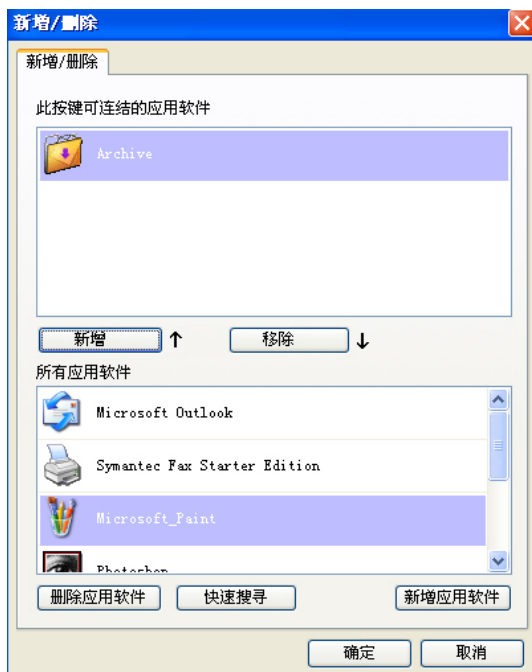 新增/删除
新增/删除
此按键可连结的应用软件
Archive
新增 ↑ 移除 ↓
所有应用软件
Microsoft Outlook
Symantec Fax Starter Edition
Microsoft_Paint
Photoshop
删除应用软件 快速搜寻 新增应用软件
确定 取消